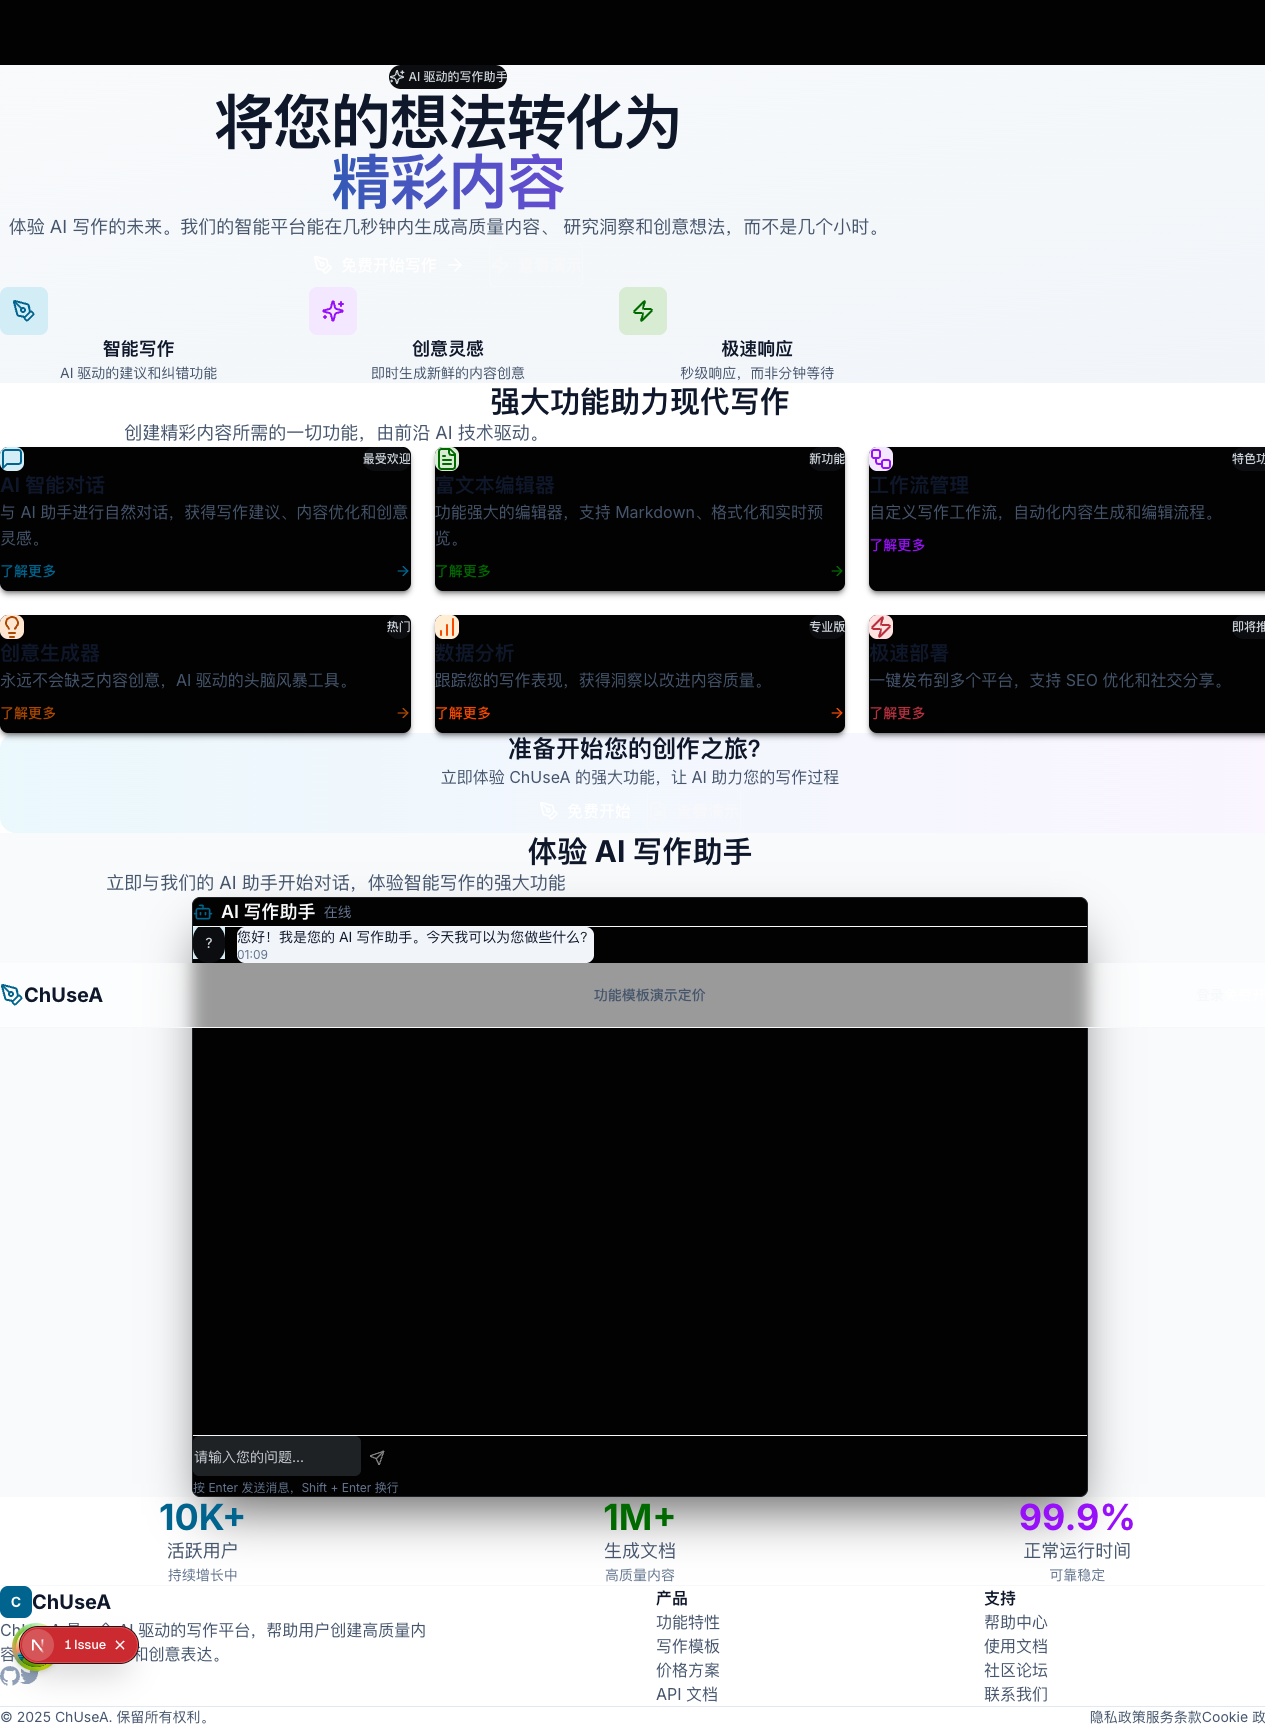 AI 驱动的写作助手
将您的想法转化为
精彩内容
体验 AI 写作的未来。我们的智能平台能在几秒钟内生成高质量内容、 研究洞察和创意想法，而不是几个小时。
免费开始写作
智能写作
AI 驱动的建议和纠错功能
创意灵感
即时生成新鲜的内容创意
极速响应
秒级响应，而非分钟等待
强大功能助力现代写作
创建精彩内容所需的一切功能，由前沿 AI 技术驱动。
最受欢迎
AI 智能对话
与 AI 助手进行自然对话，获得写作建议、内容优化和创意
灵感。
了解更多
新功能
富文本编辑器
功能强大的编辑器，支持 Markdown、格式化和实时预
览。
了解更多
特色功
工作流管理
自定义写作工作流，自动化内容生成和编辑流程。
了解更多
热门
创意生成器
永远不会缺乏内容创意，AI 驱动的头脑风暴工具。
了解更多
专业版
数据分析
跟踪您的写作表现，获得洞察以改进内容质量。
了解更多
即将推
极速部署
一键发布到多个平台，支持 SEO 优化和社交分享。
了解更多
准备开始您的创作之旅?
立即体验 ChUseA 的强大功能，让 AI 助力您的写作过程
免费开始
体验 AI 写作助手
立即与我们的 AI 助手开始对话，体验智能写作的强大功能
AI 写作助手 在线
?
您好！我是您的 AI 写作助手。今天我可以为您做些什么?
01:09
ChUseA
功能模板演示定价
请输入您的问题...
按 Enter 发送消息，Shift + Enter 换行
10K+
活跃用户
持续增长中
1M+
生成文档
高质量内容
99.9%
正常运行时间
可靠稳定
C ChUseA
驱动的写作平台，帮助用户创建高质量内
容
和创意表达。
1 Issue
产品
功能特性
写作模板
价格方案
API 文档
支持
帮助中心
使用文档
社区论坛
联系我们
© 2025 ChUseA. 保留所有权利。
隐私政策服务条款Cookie 政